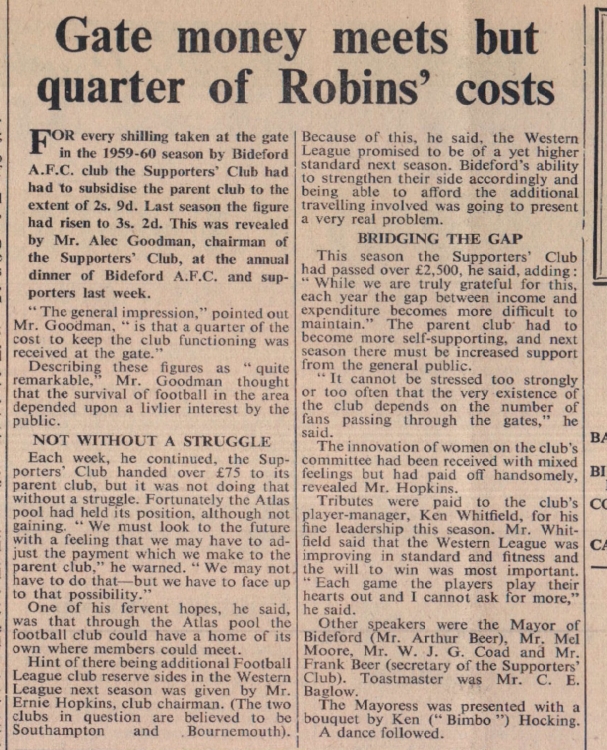 Gate money meets but
quarter of Robins' costs
FOR every shilling taken at the gate
in the 1959-60 season by Bideford
A.F.C. club the Supporters' Club had
had to subsidise the parent club to the
extent of 2s. 9d. Last season the figure
had risen to 3s. 2d. This was revealed
by Mr. Alec Goodman, chairman of
the Supporters' Club, at the annual
dinner of Bideford A.F.C. and sup-
porters last week.
" The general impression," pointed out
Mr. Goodman, " is that a quarter of the
cost to keep the club functioning was
received at the gate."
Describing these figures as " quite
remarkable," Mr. Goodman thought
that the survival of football in the area
depended upon a livlier interest by the
public.
NOT WITHOUT A STRUGGLE
Each week, he continued, the Sup-
porters' Club handed over £75 to its
parent club, but it was not doing that
without a struggle. Fortunately the Atlas
pool had held its position, although not
gaining. " We must look to the future
with a feeling that we may have to ad-
just the payment which we make to the
parent club," he warned. " We may not
have to do that—but we have to face up
to that possibility."
One of his fervent hopes, he said,
was that through the Atlas pool the
football club could have a home of its
own where members could meet.
Hint of there being additional Football
League club reserve sides in the Western
League next season was given by Mr.
Ernie Hopkins, club chairman. (The two
clubs in question are believed to be
Southampton and Bournemouth).
Because of this, he said, the Western
League promised to be of a yet higher
standard next season. Bideford's ability
to strengthen their side accordingly and
being able to afford the additional
travelling involved was going to present
a very real problem.
BRIDGING THE GAP
This season the Supporters' Club
had passed over £2,500, he said, adding:
" While we are truly grateful for this,
each year the gap between income and
expenditure becomes more difficult to
maintain." The parent club had to
become more self-supporting, and next
season there must be increased support
from the general public.
" It cannot be stressed too strongly
or too often that the very existence of
the club depends on the number of
fans passing through the gates," he
said.
The innovation of women on the club's
committee had been received with mixed
feelings but had paid off handsomely,
revealed Mr. Hopkins.
Tributes were paid to the club's
player-manager, Ken Whitfield, for his
fine leadership this season. Mr. Whit-
field said that the Western League was
improving in standard and fitness and
the will to win was most important.
" Each game the players play their
hearts out and I cannot ask for more,"
he said.
Other speakers were the Mayor of
Bideford (Mr. Arthur Beer), Mr. Mel
Moore, Mr. W. J. G. Coad and Mr.
Frank Beer (secretary of the Supporters'
Club). Toastmaster was Mr. C. E.
Baglow.
The Mayoress was presented with a
bouquet by Ken (" Bimbo ") Hocking.
A dance followed.